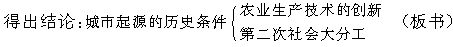 得出结论：城市起源的历史条件{农业生产技术的创新
第二次社会大分工
（板书）